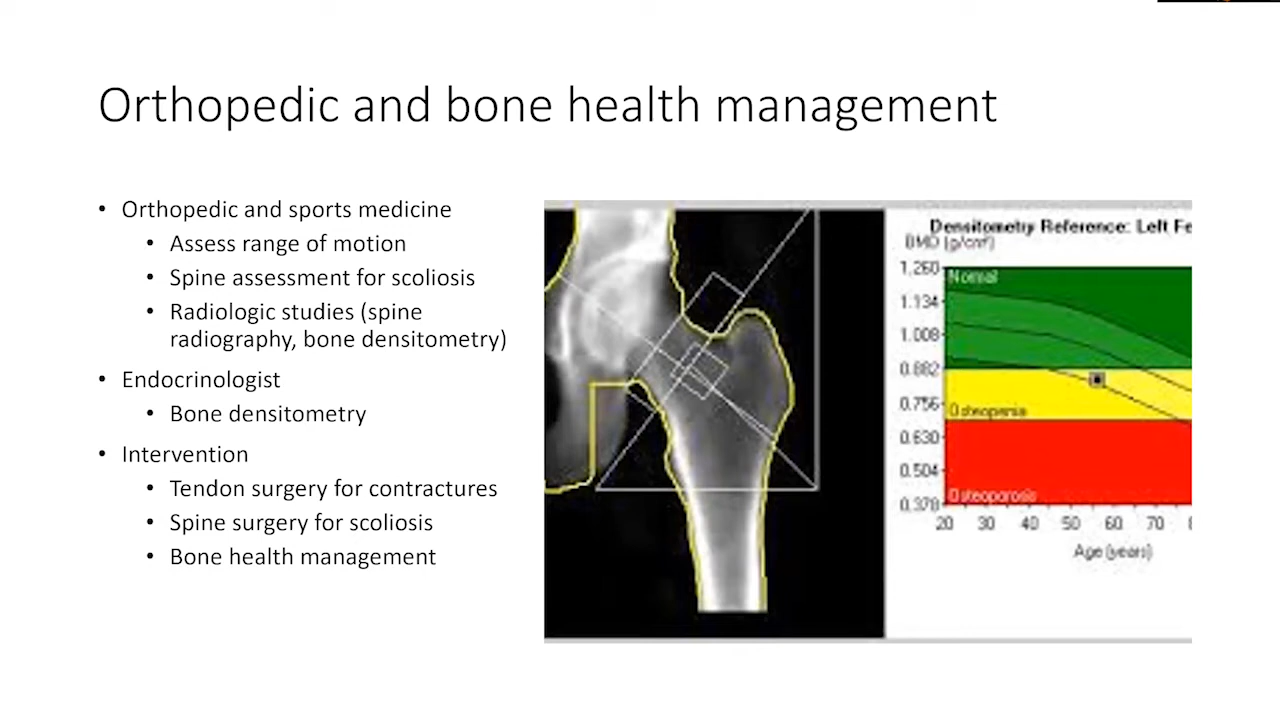 Orthopedic and bone health management
• Orthopedic and sports medicine
• Assess range of motion
• Spine assessment for scoliosis
• Radiologic studies (spine
radiography, bone densitometry)
• Endocrinologist
• Bone densitometry
• Intervention
• Tendon surgery for contractures
• Spine surgery for scoliosis
• Bone health management
Densitometry Reference: Left Fe
BMD (g/cm²)
1.260
Normal
1.134
1.008
0.882
0.756
Osteopenia
0.630
0.504
0.378
Osteoporosis
20 30 40 50 60 70 8
Age (years)